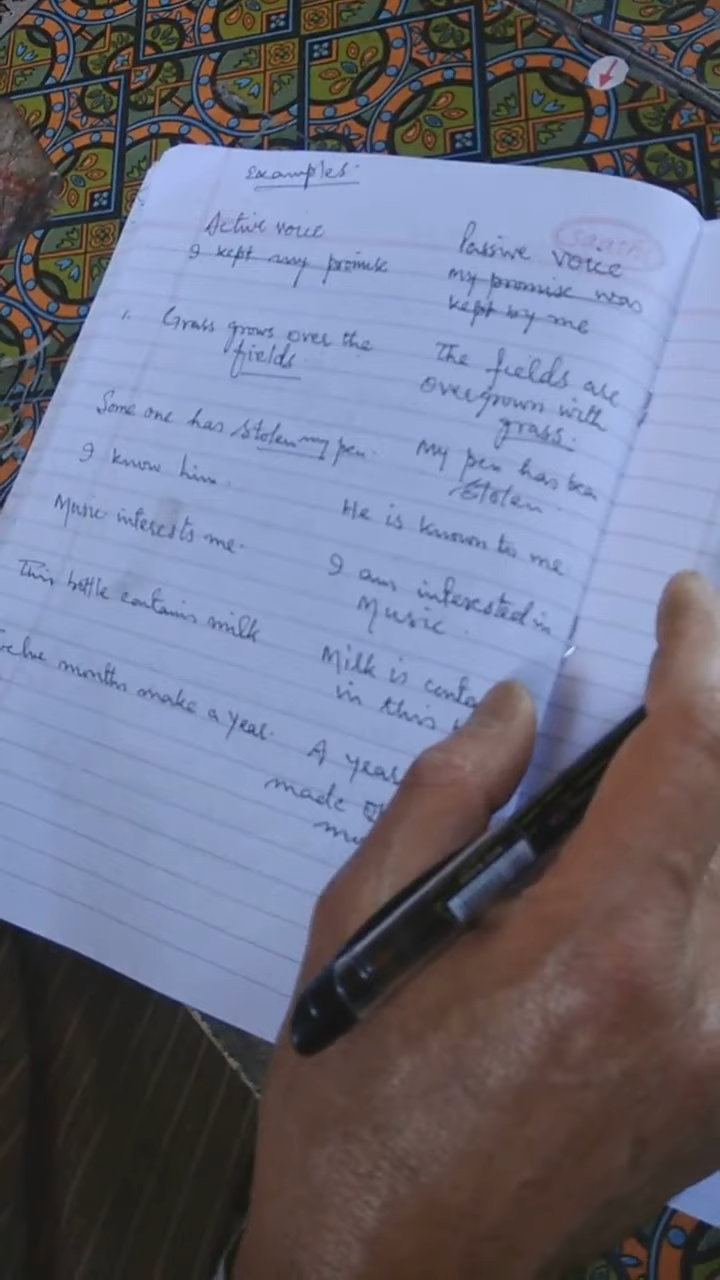 Examples.
Active voice
Passive voice
I kept my promise
my promise was
kept by me
1. Grass grows over the
fields.
The fields are
overgrown with
grass.
Some one has stolen my pen.
My pen has been
stolen.
I know him.
He is known to me
Music interests me.
I am interested in
Music.
This bottle contains milk
Milk is
in this
months make a year.
A year
made